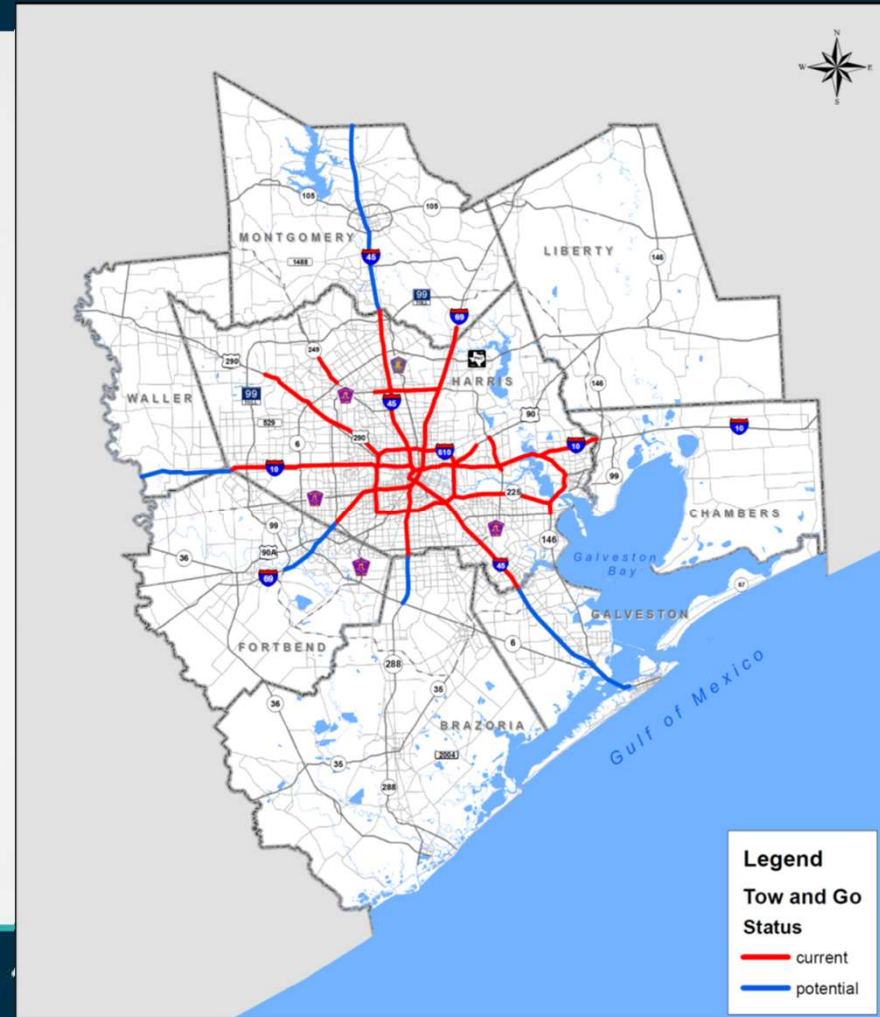 N
W E
S
105
105
MONTGOMERY
45
LIBERTY
146
1488
99
69
249
290
HARRIS
99
WALLER
45
146
90
529
6
290
610
10
10
10
225
99
CHAMBERS
99
146
36
90A
Galveston
Bay
45
69
87
GALVESTON
FORTBEND
6
288
35
36
BRAZORIA
Gulf of Mexico
2004
35
288
Legend
Tow and Go
Status
current
potential